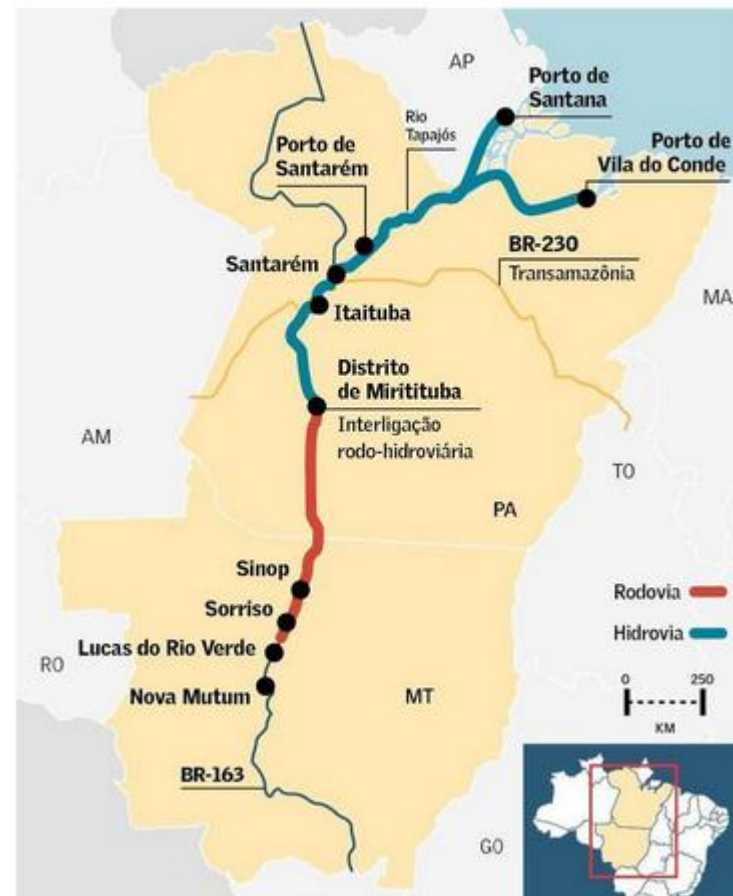 AP
Porto de
Santana
Rio
Tapajós
Porto de
Santarém
Porto de
Vila do Conde
BR-230
Transamazônia
Santarém
Itaituba
MA
Distrito
de Miritituba
Interligação
rodo-hidroviária
AM
TO
PA
Sinop
Rodovia
Sorriso
Hidrovia
Lucas do Rio Verde
RO
Nova Mutum
MT
0 250
KM
BR-163
GO